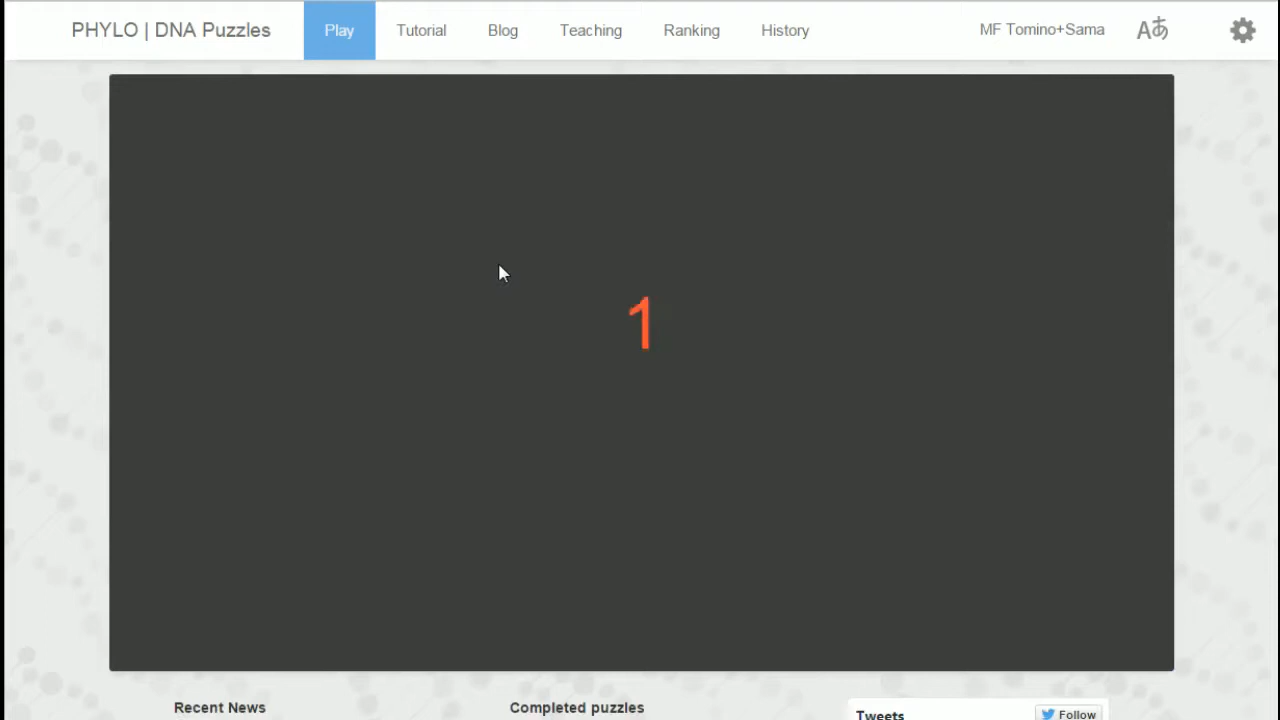 PHYLO | DNA Puzzles Play Tutorial Blog Teaching Ranking History MF Tomino+Sama Aあ
1
Recent News Completed puzzles Tweets Follow